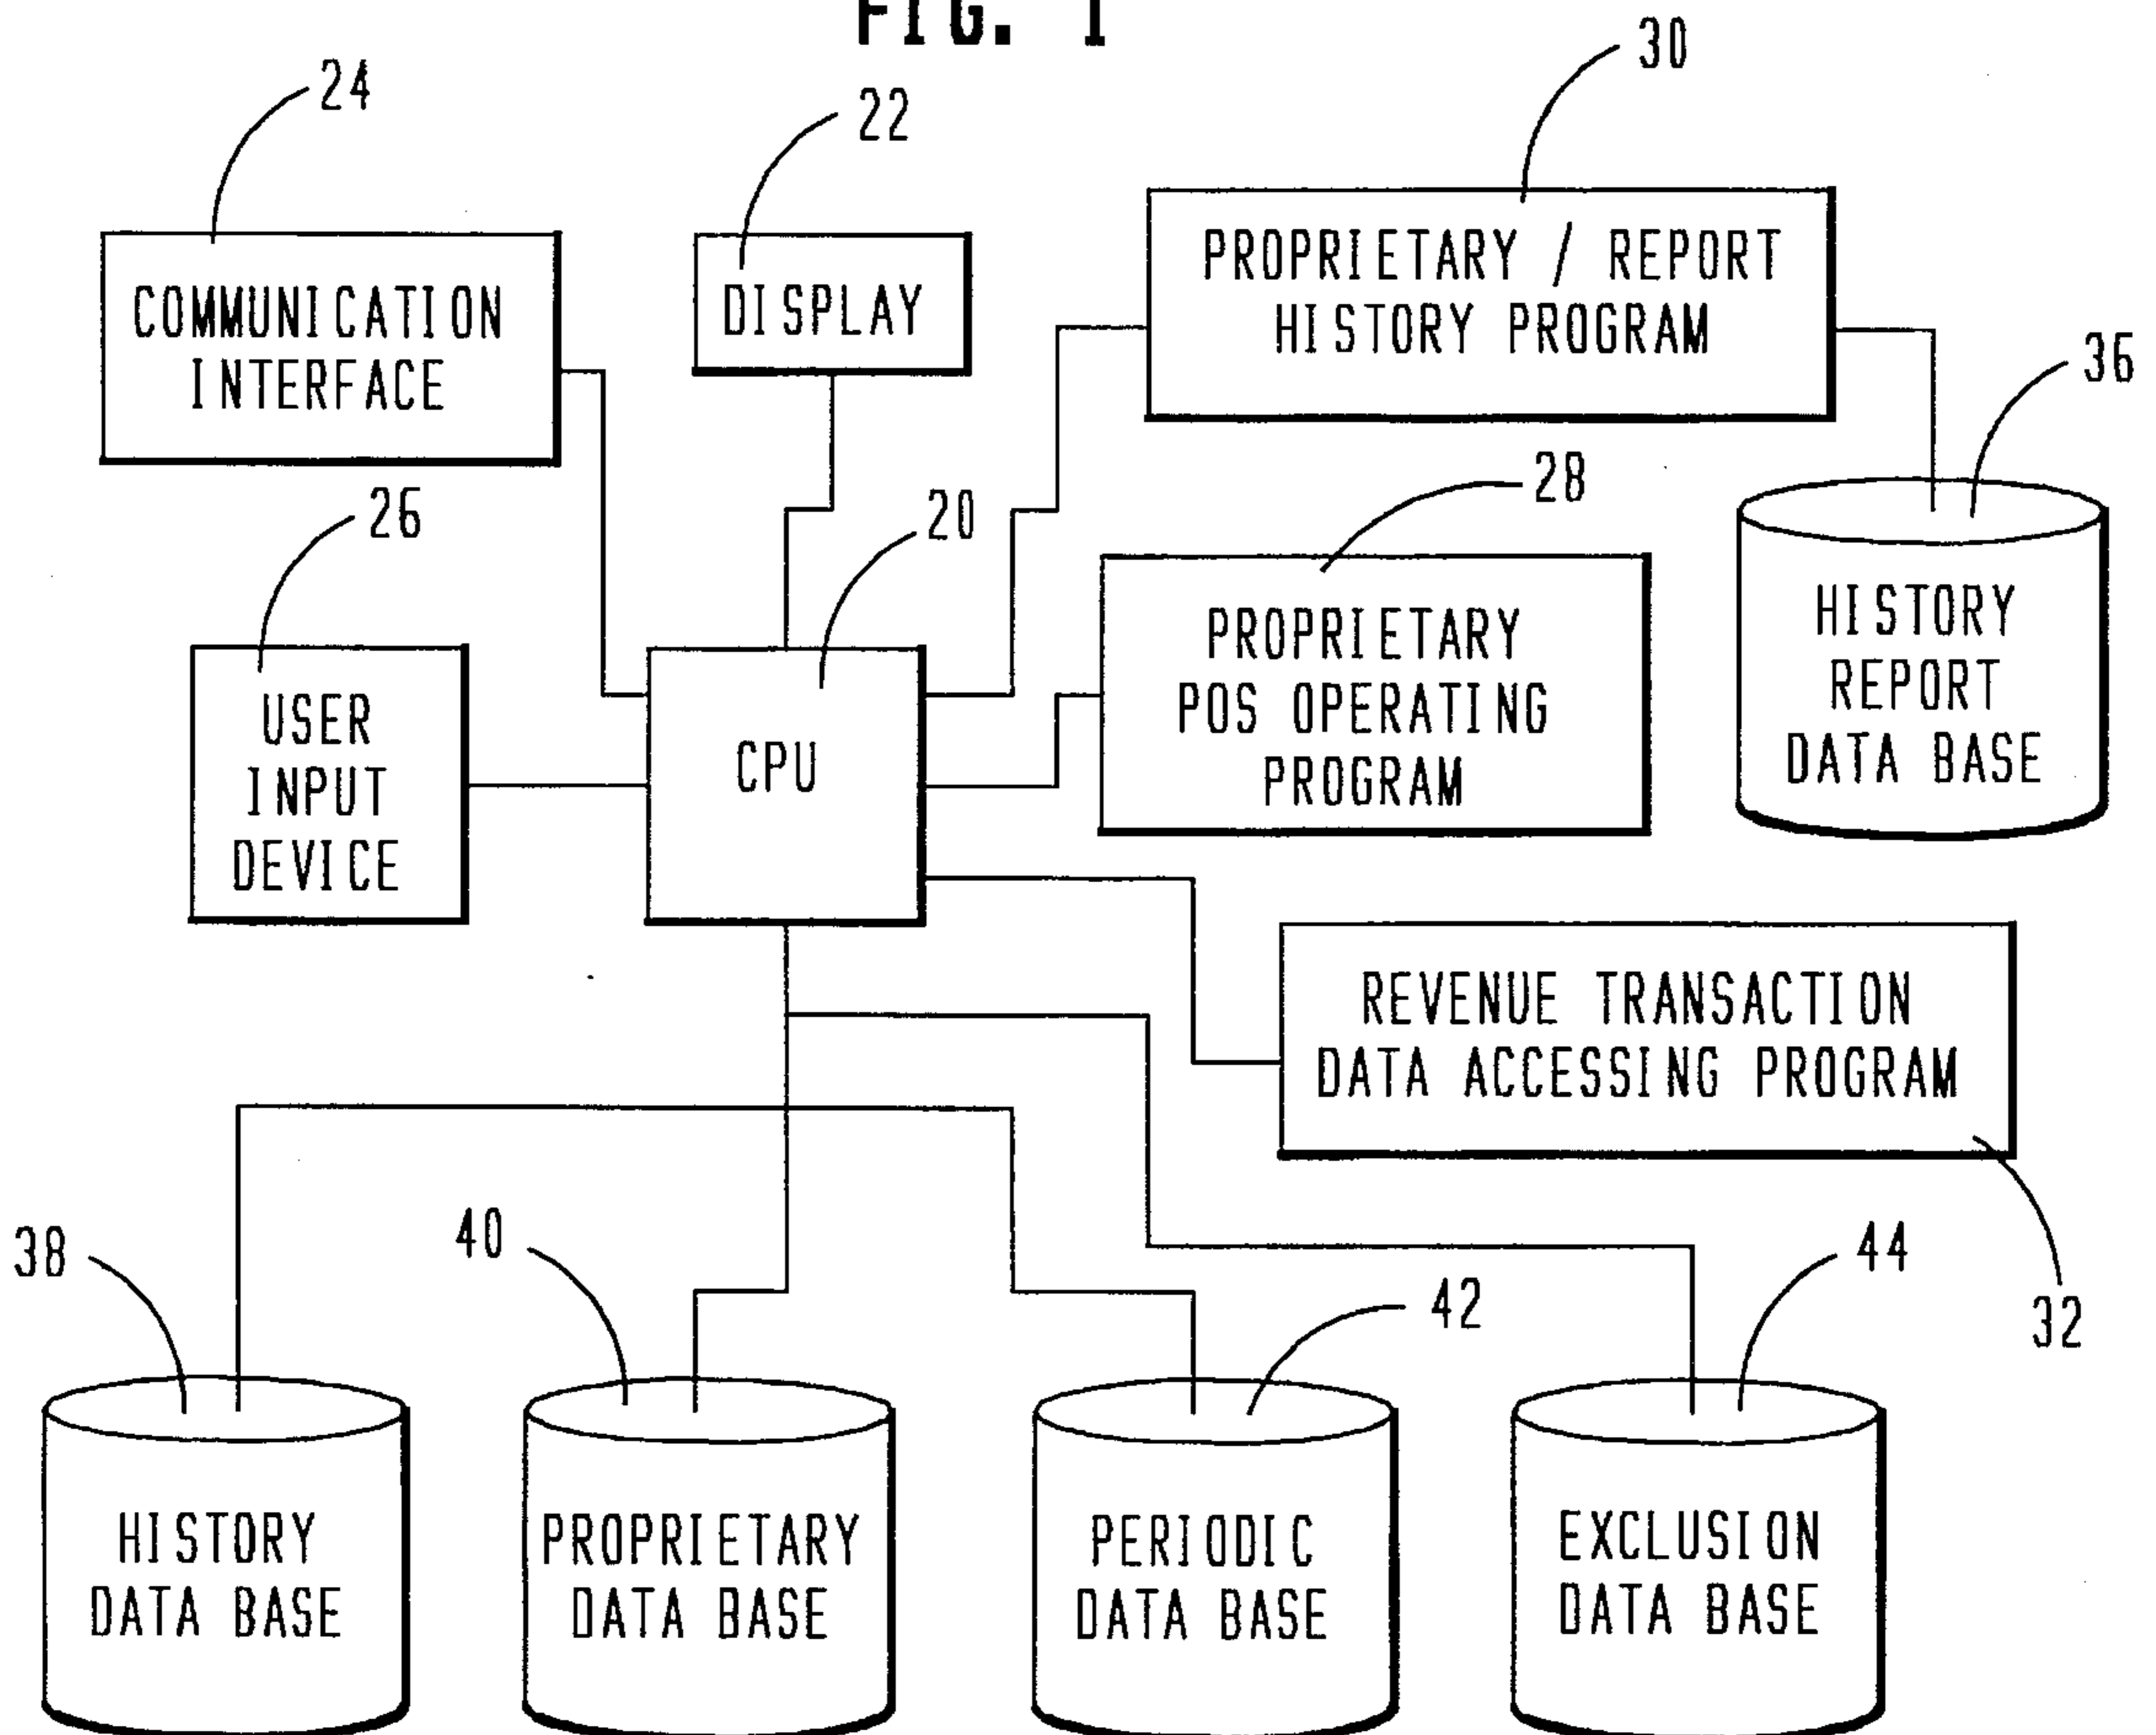 FIG. 1
24
22
30
COMMUNICATION
INTERFACE
DISPLAY
PROPRIETARY / REPORT
HISTORY PROGRAM
36
26
20
28
USER
INPUT
DEVICE
CPU
PROPRIETARY
POS OPERATING
PROGRAM
HISTORY
REPORT
DATA BASE
REVENUE TRANSACTION
DATA ACCESSING PROGRAM
38
40
42
44
32
HISTORY
DATA BASE
PROPRIETARY
DATA BASE
PERIODIC
DATA BASE
EXCLUSION
DATA BASE